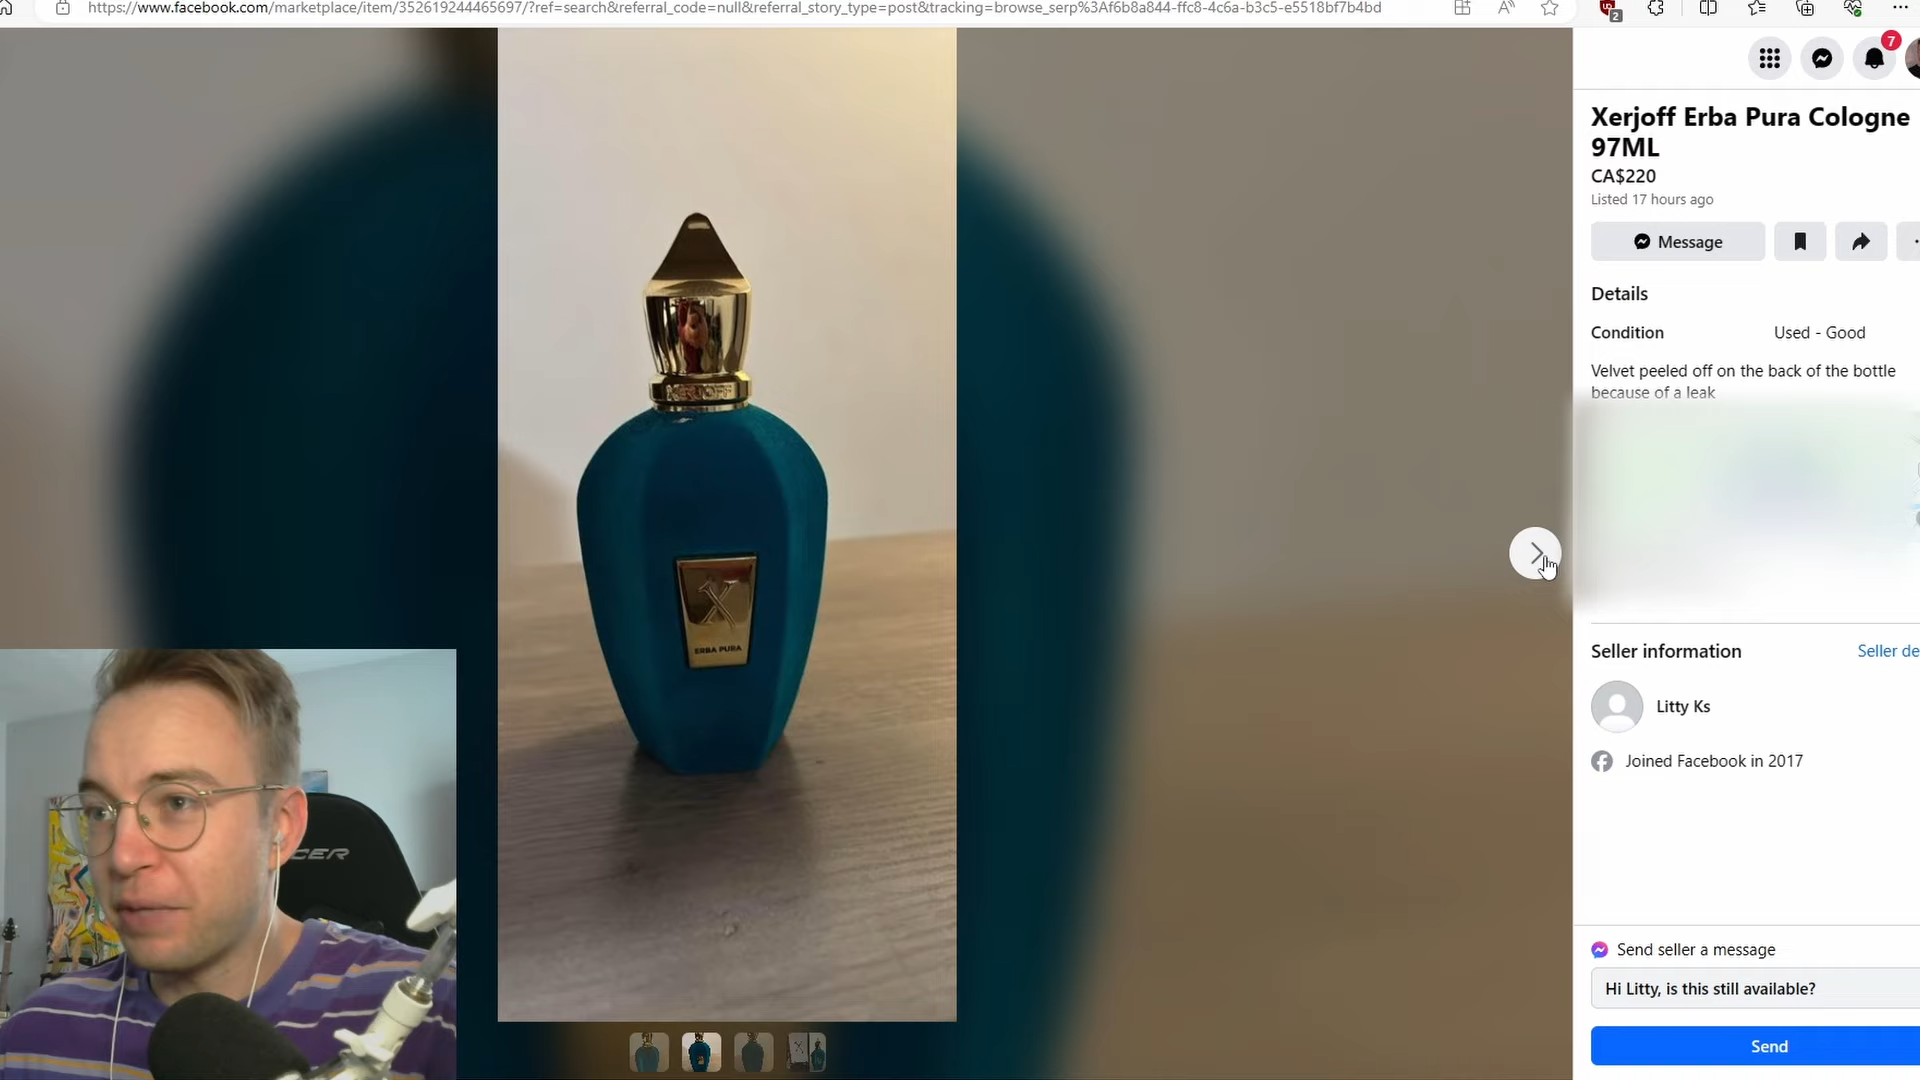 https://www.facebook.com/marketplace/item/352619244465697/?ref=search&referral_code=null&referral_story_type=post&tracking=browse_serp%3Af6b8a844-ffc8-4c6a-b3c5-e5518bf7b4bd
2
7
Xerjoff Erba Pura Cologne
97ML
CA$220
Listed 17 hours ago
Message
Details
Condition
Used - Good
Velvet peeled off on the back of the bottle
because of a leak
XERJOFF
X
ERBA PURA
Seller information
Seller de
Litty Ks
Joined Facebook in 2017
Send seller a message
Hi Litty, is this still available?
Send